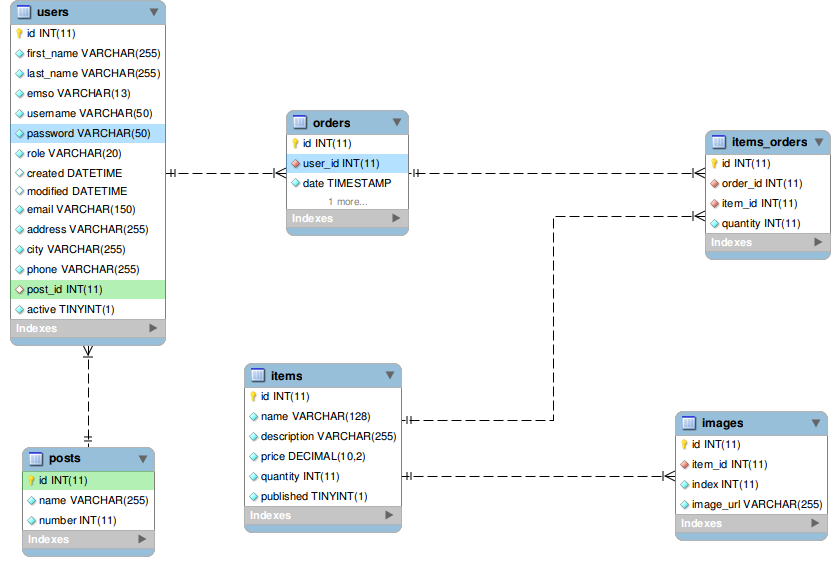 users
id INT(11)
first_name VARCHAR(255)
last_name VARCHAR(255)
emso VARCHAR(13)
username VARCHAR(50)
password VARCHAR(50)
role VARCHAR(20)
created DATETIME
modified DATETIME
email VARCHAR(150)
address VARCHAR(255)
city VARCHAR(255)
phone VARCHAR(255)
post_id INT(11)
active TINYINT(1)
Indexes
orders
id INT(11)
user_id INT(11)
date TIMESTAMP
1 more...
Indexes
items_orders
id INT(11)
order_id INT(11)
item_id INT(11)
quantity INT(11)
Indexes
items
id INT(11)
name VARCHAR(128)
description VARCHAR(255)
price DECIMAL(10,2)
quantity INT(11)
published TINYINT(1)
Indexes
images
id INT(11)
item_id INT(11)
index INT(11)
image_url VARCHAR(255)
Indexes
posts
id INT(11)
name VARCHAR(255)
number INT(11)
Indexes